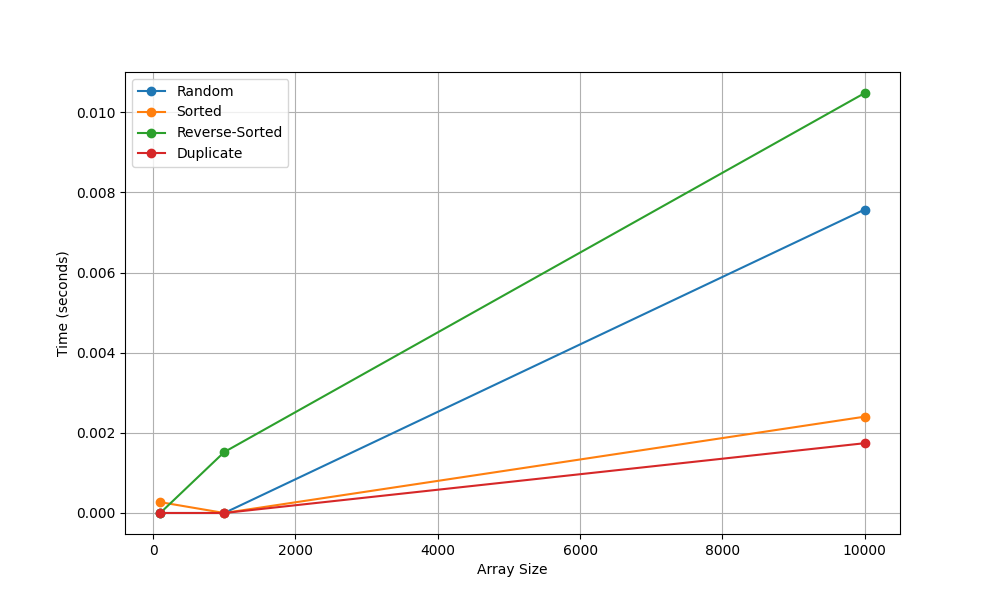 Random
Sorted
Reverse-Sorted
Duplicate
0.010
0.008
0.006
0.004
0.002
0.000
Time (seconds)
0 2000 4000 6000 8000 10000
Array Size